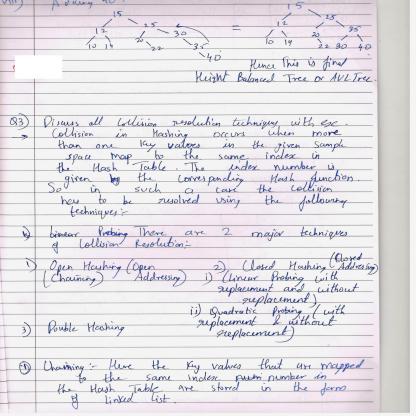 Adding 40
15
12 25
10 14 20 30
22 35
40
=
15
12 25
10 14 20 35
22 30 40
Hence This is final
Height Balanced Tree or AVL Tree.
Q3) Discuss all Collision resolution techniques with ex.
→ Collision in Hashing occurs when more
than one Key values in the given Sample
space map to the same index in
the Hash Table. The index number is
given by the Corresponding Hash function.
So in such a case the Collision
has to be resolved using the following
techniques:-
Linear Probing There are 2 major techniques
of Collision Resolution:-
1) Open Hashing (Open
(Chaining) Addressing)
2) Closed Hashing (Closed Addressing)
i) (Linear Probing with
replacement and without
replacement)
ii) Quadratic Probing (with
replacement & without
replacement)
3) Double Hashing
① Chaining:- Here the Key values that are mapped
to the same index number in
the Hash Table are stored in the form
of linked list.